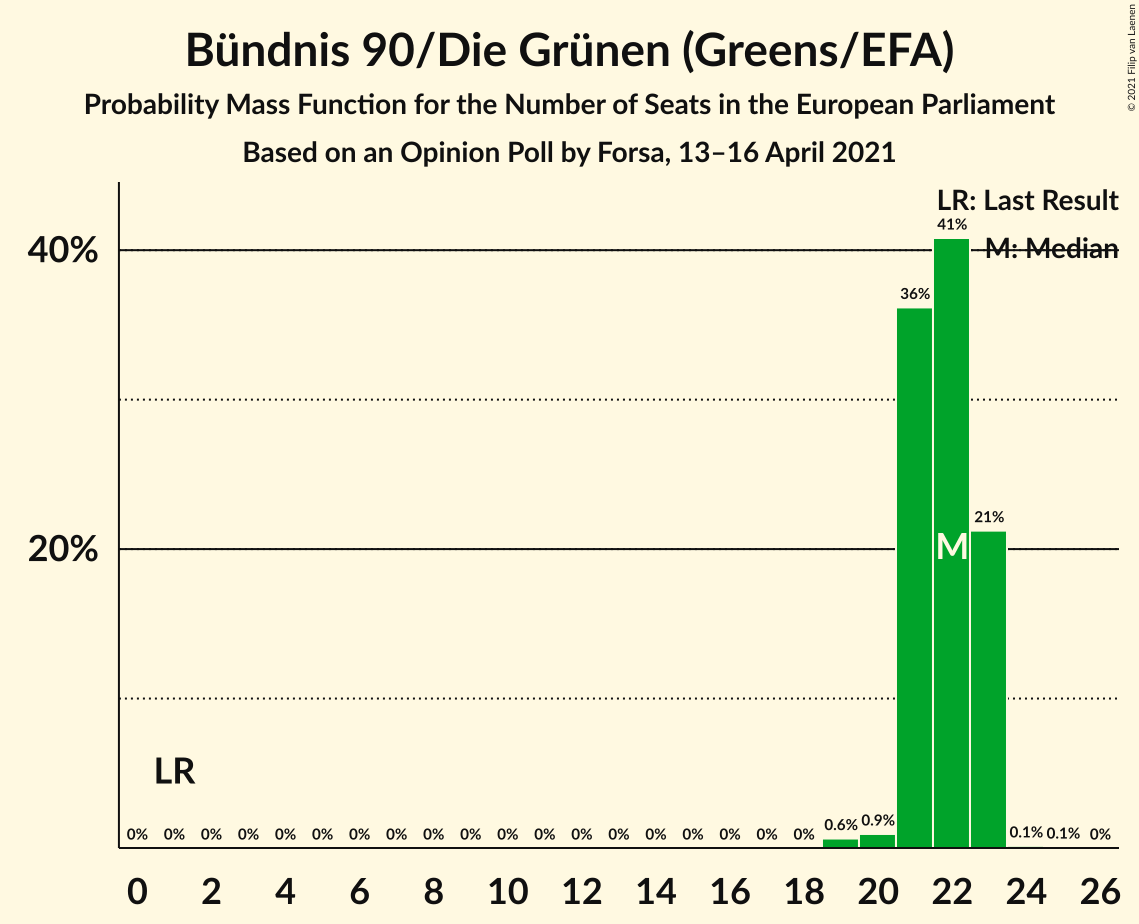 Bündnis 90/Die Grünen (Greens/EFA)
Probability Mass Function for the Number of Seats in the European Parliament
Based on an Opinion Poll by Forsa, 13–16 April 2021
© 2021 Filip van Laenen
LR: Last Result
M: Median
40%
20%
41%
36%
21%
M
LR
0% 0% 0% 0% 0% 0% 0% 0% 0% 0% 0% 0% 0% 0% 0% 0% 0% 0% 0% 0.6% 0.9% 0.1% 0.1% 0%
0 2 4 6 8 10 12 14 16 18 20 22 24 26